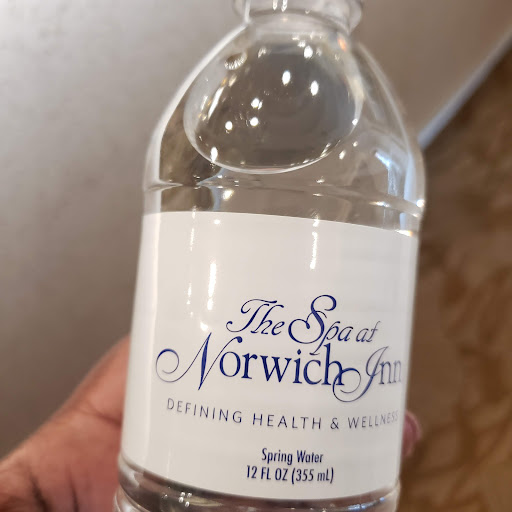 The Spa at
Norwich Inn
DEFINING HEALTH & WELLNESS
Spring Water
12 FL OZ (355 mL)